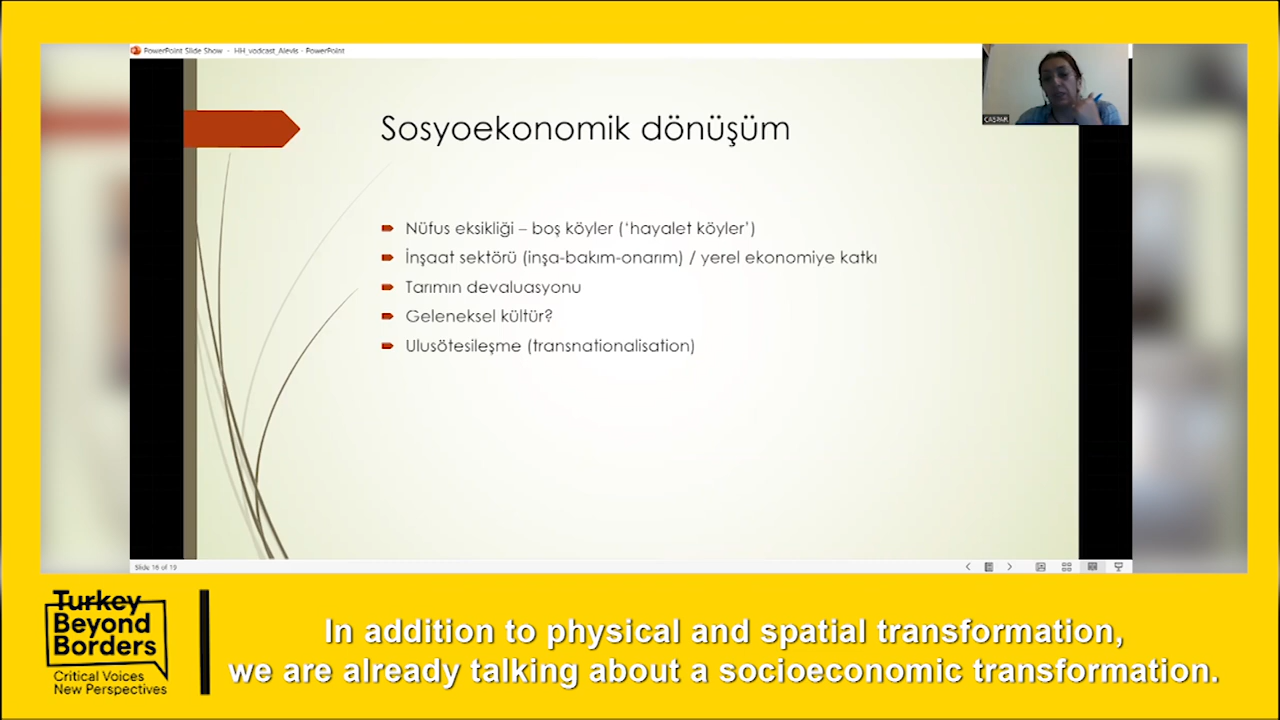 PowerPoint Slide Show - HH_vodcast_Alevis - PowerPoint
CASPAR
Sosyoekonomik dönüşüm
Nüfus eksikliği – boş köyler (‘hayalet köyler’)
İnşaat sektörü (inşa-bakım-onarım) / yerel ekonomiye katkı
Tarımın devaluasyonu
Geleneksel kültür?
Ulusötesileşme (transnationalisation)
Slide 16 of 19
Turkey
Beyond
Borders
Critical Voices
New Perspectives
In addition to physical and spatial transformation,
we are already talking about a socioeconomic transformation.